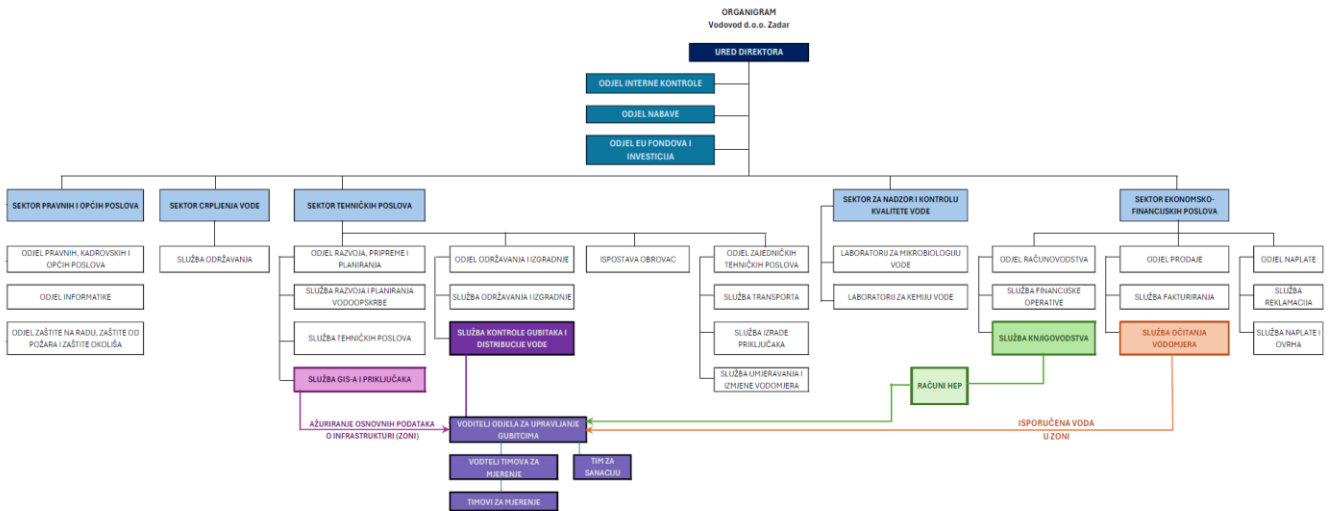 ORGANIGRAM
Vodovod d.o.o. Zadar
URED DIREKTORA
ODJEL INTERNE KONTROLE
ODJEL NABAVE
ODJEL EU FONDOVA I
INVESTICIJA
SEKTOR PRAVNIH I OPĆIH POSLOVA
SEKTOR CRPLJENJA VODE
SEKTOR TEHNIČKIH POSLOVA
SEKTOR ZA NADZOR I KONTROLU
KVALITETE VODE
SEKTOR EKONOMSKO-
FINANCIJSKIH POSLOVA
ODJEL PRAVNIH, KADROVSKIH I
OPĆIH POSLOVA
SLUŽBA ODRŽAVANJA
ODJEL RAZVOJA, PRIPREME I
PLANIRANJA
ODJEL ODRŽAVANJA I IZGRADNJE
ISPOSTAVA OBROVAC
ODJEL ZAJEDNIČKIH
TEHNIČKIH POSLOVA
LABORATORIJ ZA MIKROBIOLOGIJU
VODE
ODJEL RAČUNOVODSTVA
ODJEL PRODAJE
ODJEL NAPLATE
ODJEL INFORMATIKE
SLUŽBA RAZVOJA I PLANIRANJA
VODOOPSKRBE
SLUŽBA ODRŽAVANJA I IZGRADNJE
SLUŽBA TRANSPORTA
LABORATORIJ ZA KEMIJU VODE
SLUŽBA FINANCIJSKE
OPERATIVE
SLUŽBA FAKTURIRANJA
SLUŽBA
REKLAMACIJA
ODJEL ZAŠTITE NA RADU, ZAŠTITE OD
POŽARA I ZAŠTITE OKOLIŠA
SLUŽBA TEHNIČKIH POSLOVA
SLUŽBA KONTROLE GUBITAKA I
DISTRIBUCIJE VODE
SLUŽBA IZRADE
PRIKLJUČAKA
SLUŽBA KNJIGOVODSTVA
SLUŽBA OČITANJA
VODOMJERA
SLUŽBA NAPLATE I
OVRHA
SLUŽBA GIS-A I PRIKLJUČAKA
SLUŽBA UMJERAVANJA I
IZMJENE VODOMJERA
RAČUNI HEP
AŽURIRANJE OSNOVNIH PODATAKA
O INFRASTRUKTURI (ZONI)
VODITELJ ODJELA ZA UPRAVLJANJE
GUBITCIMA
ISPORUČENA VODA
U ZONI
VODTELJ TIMOVA ZA
MJERENJE
TIM ZA
SANACIJU
TIMOVI ZA MJERENJE